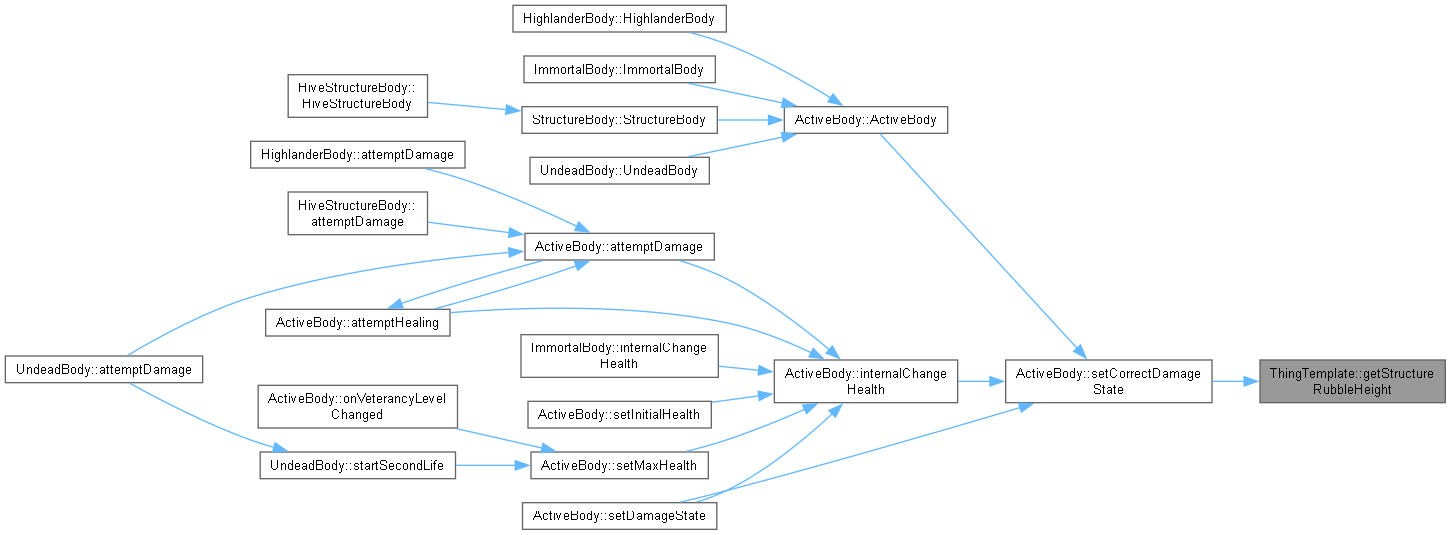 HighlanderBody::HighlanderBody
ImmortalBody::ImmortalBody
HiveStructureBody::
HiveStructureBody
StructureBody::StructureBody
ActiveBody::ActiveBody
UndeadBody::UndeadBody
HighlanderBody::attemptDamage
HiveStructureBody::
attemptDamage
ActiveBody::attemptDamage
ActiveBody::attemptHealing
UndeadBody::attemptDamage
ImmortalBody::internalChange
Health
ActiveBody::internalChange
Health
ActiveBody::setCorrectDamage
State
ThingTemplate::getStructure
RubbleHeight
ActiveBody::onVeterancyLevel
Changed
ActiveBody::setInitialHealth
UndeadBody::startSecondLife
ActiveBody::setMaxHealth
ActiveBody::setDamageState